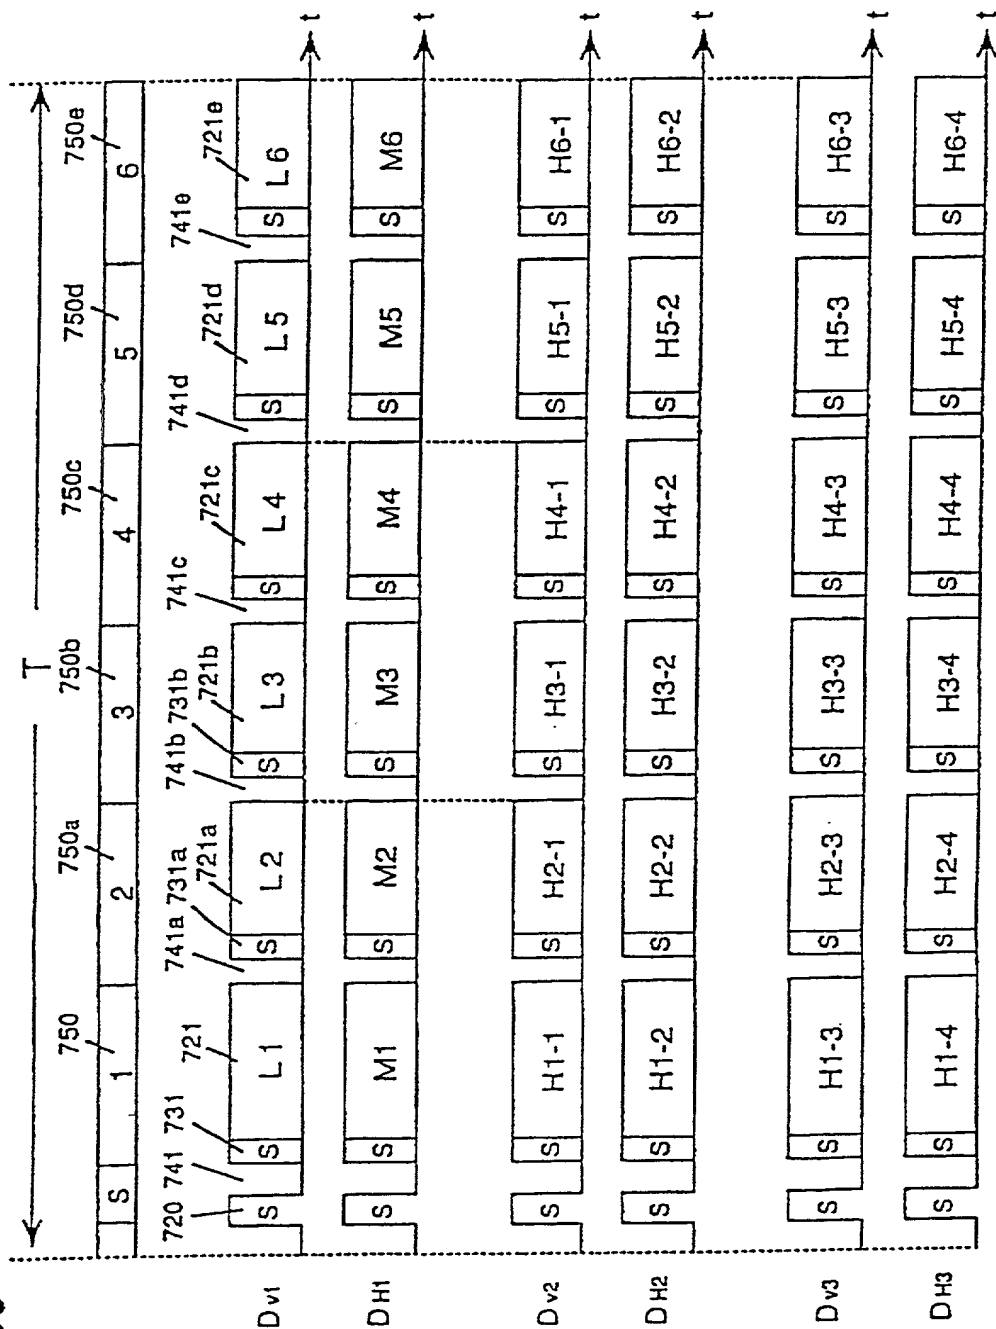 T
750 750a 750b 750c 750d 750e
S 1 2 3 4 5 6
720 741 731 721 741a 731a 721a 741b 731b 721b 741c 721c 741d 721d 741e 721e
Dv1 S S L1 S L2 S L3 S L4 S L5 S L6 t
DH1 S S M1 S M2 S M3 S M4 S M5 S M6 t
Dv2 S S H1-1 S H2-1 S H3-1 S H4-1 S H5-1 S H6-1 t
DH2 S S H1-2 S H2-2 S H3-2 S H4-2 S H5-2 S H6-2 t
Dv3 S S H1-3 S H2-3 S H3-3 S H4-3 S H5-3 S H6-3 t
DH3 S S H1-4 S H2-4 S H3-4 S H4-4 S H5-4 S H6-4 t